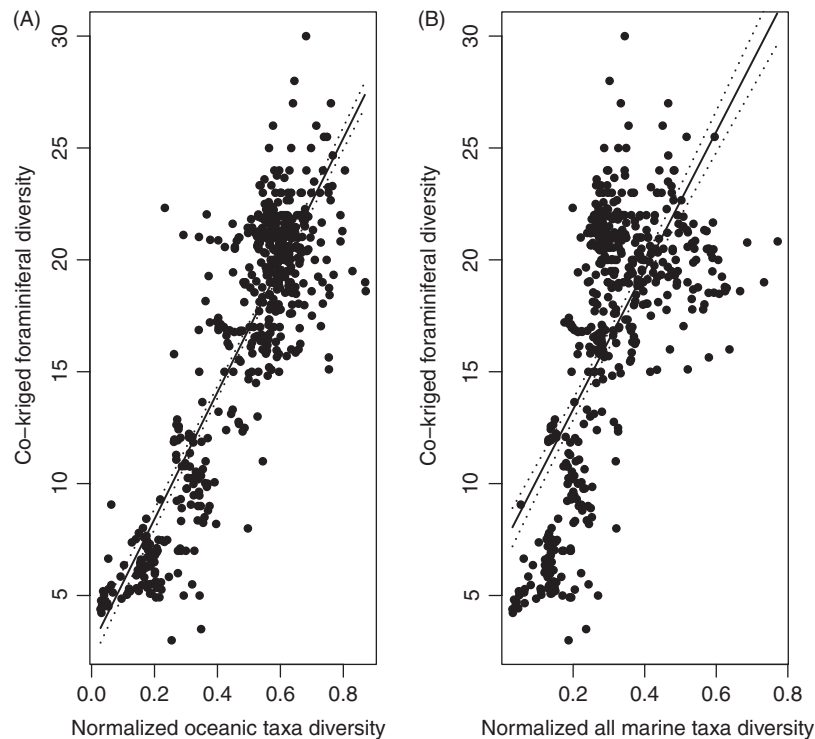 (A)
Co–kriged foraminiferal diversity
30
25
20
15
10
5
0.0 0.2 0.4 0.6 0.8
Normalized oceanic taxa diversity
(B)
Co–kriged foraminiferal diversity
30
25
20
15
10
5
0.2 0.4 0.6 0.8
Normalized all marine taxa diversity